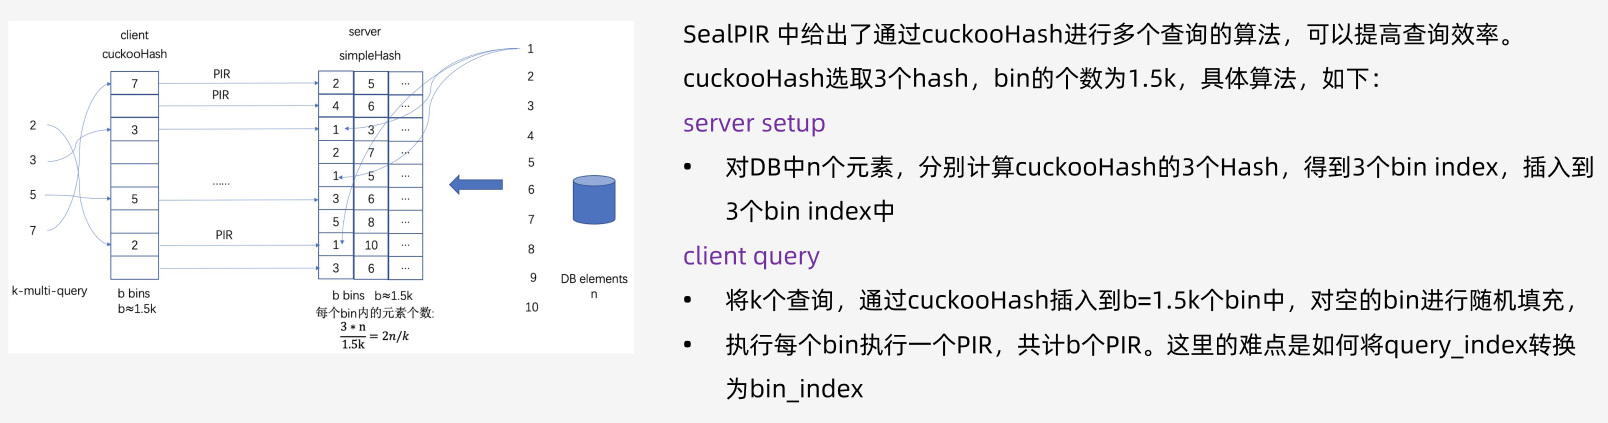 client
cuckooHash
server
simpleHash
2
3
5
7
k-multi-query
7
3
5
2
b bins
b≈1.5k
PIR
PIR
......
PIR
2 5 ...
4 6 ...
1 3 ...
2 7 ...
1 5 ...
3 6 ...
5 8 ...
1 10 ...
3 6 ...
b bins b≈1.5k
每个bin内的元素个数:
3 * n
1.5k
= 2n/k
1
2
3
4
5
6
7
8
9
10
DB elements
n
SealPIR 中给出了通过cuckooHash进行多个查询的算法，可以提高查询效率。
cuckooHash选取3个hash，bin的个数为1.5k，具体算法，如下：
server setup
• 对DB中n个元素，分别计算cuckooHash的3个Hash，得到3个bin index，插入到
3个bin index中
client query
• 将k个查询，通过cuckooHash插入到b=1.5k个bin中，对空的bin进行随机填充，
• 执行每个bin执行一个PIR，共计b个PIR。这里的难点是如何将query_index转换
为bin_index